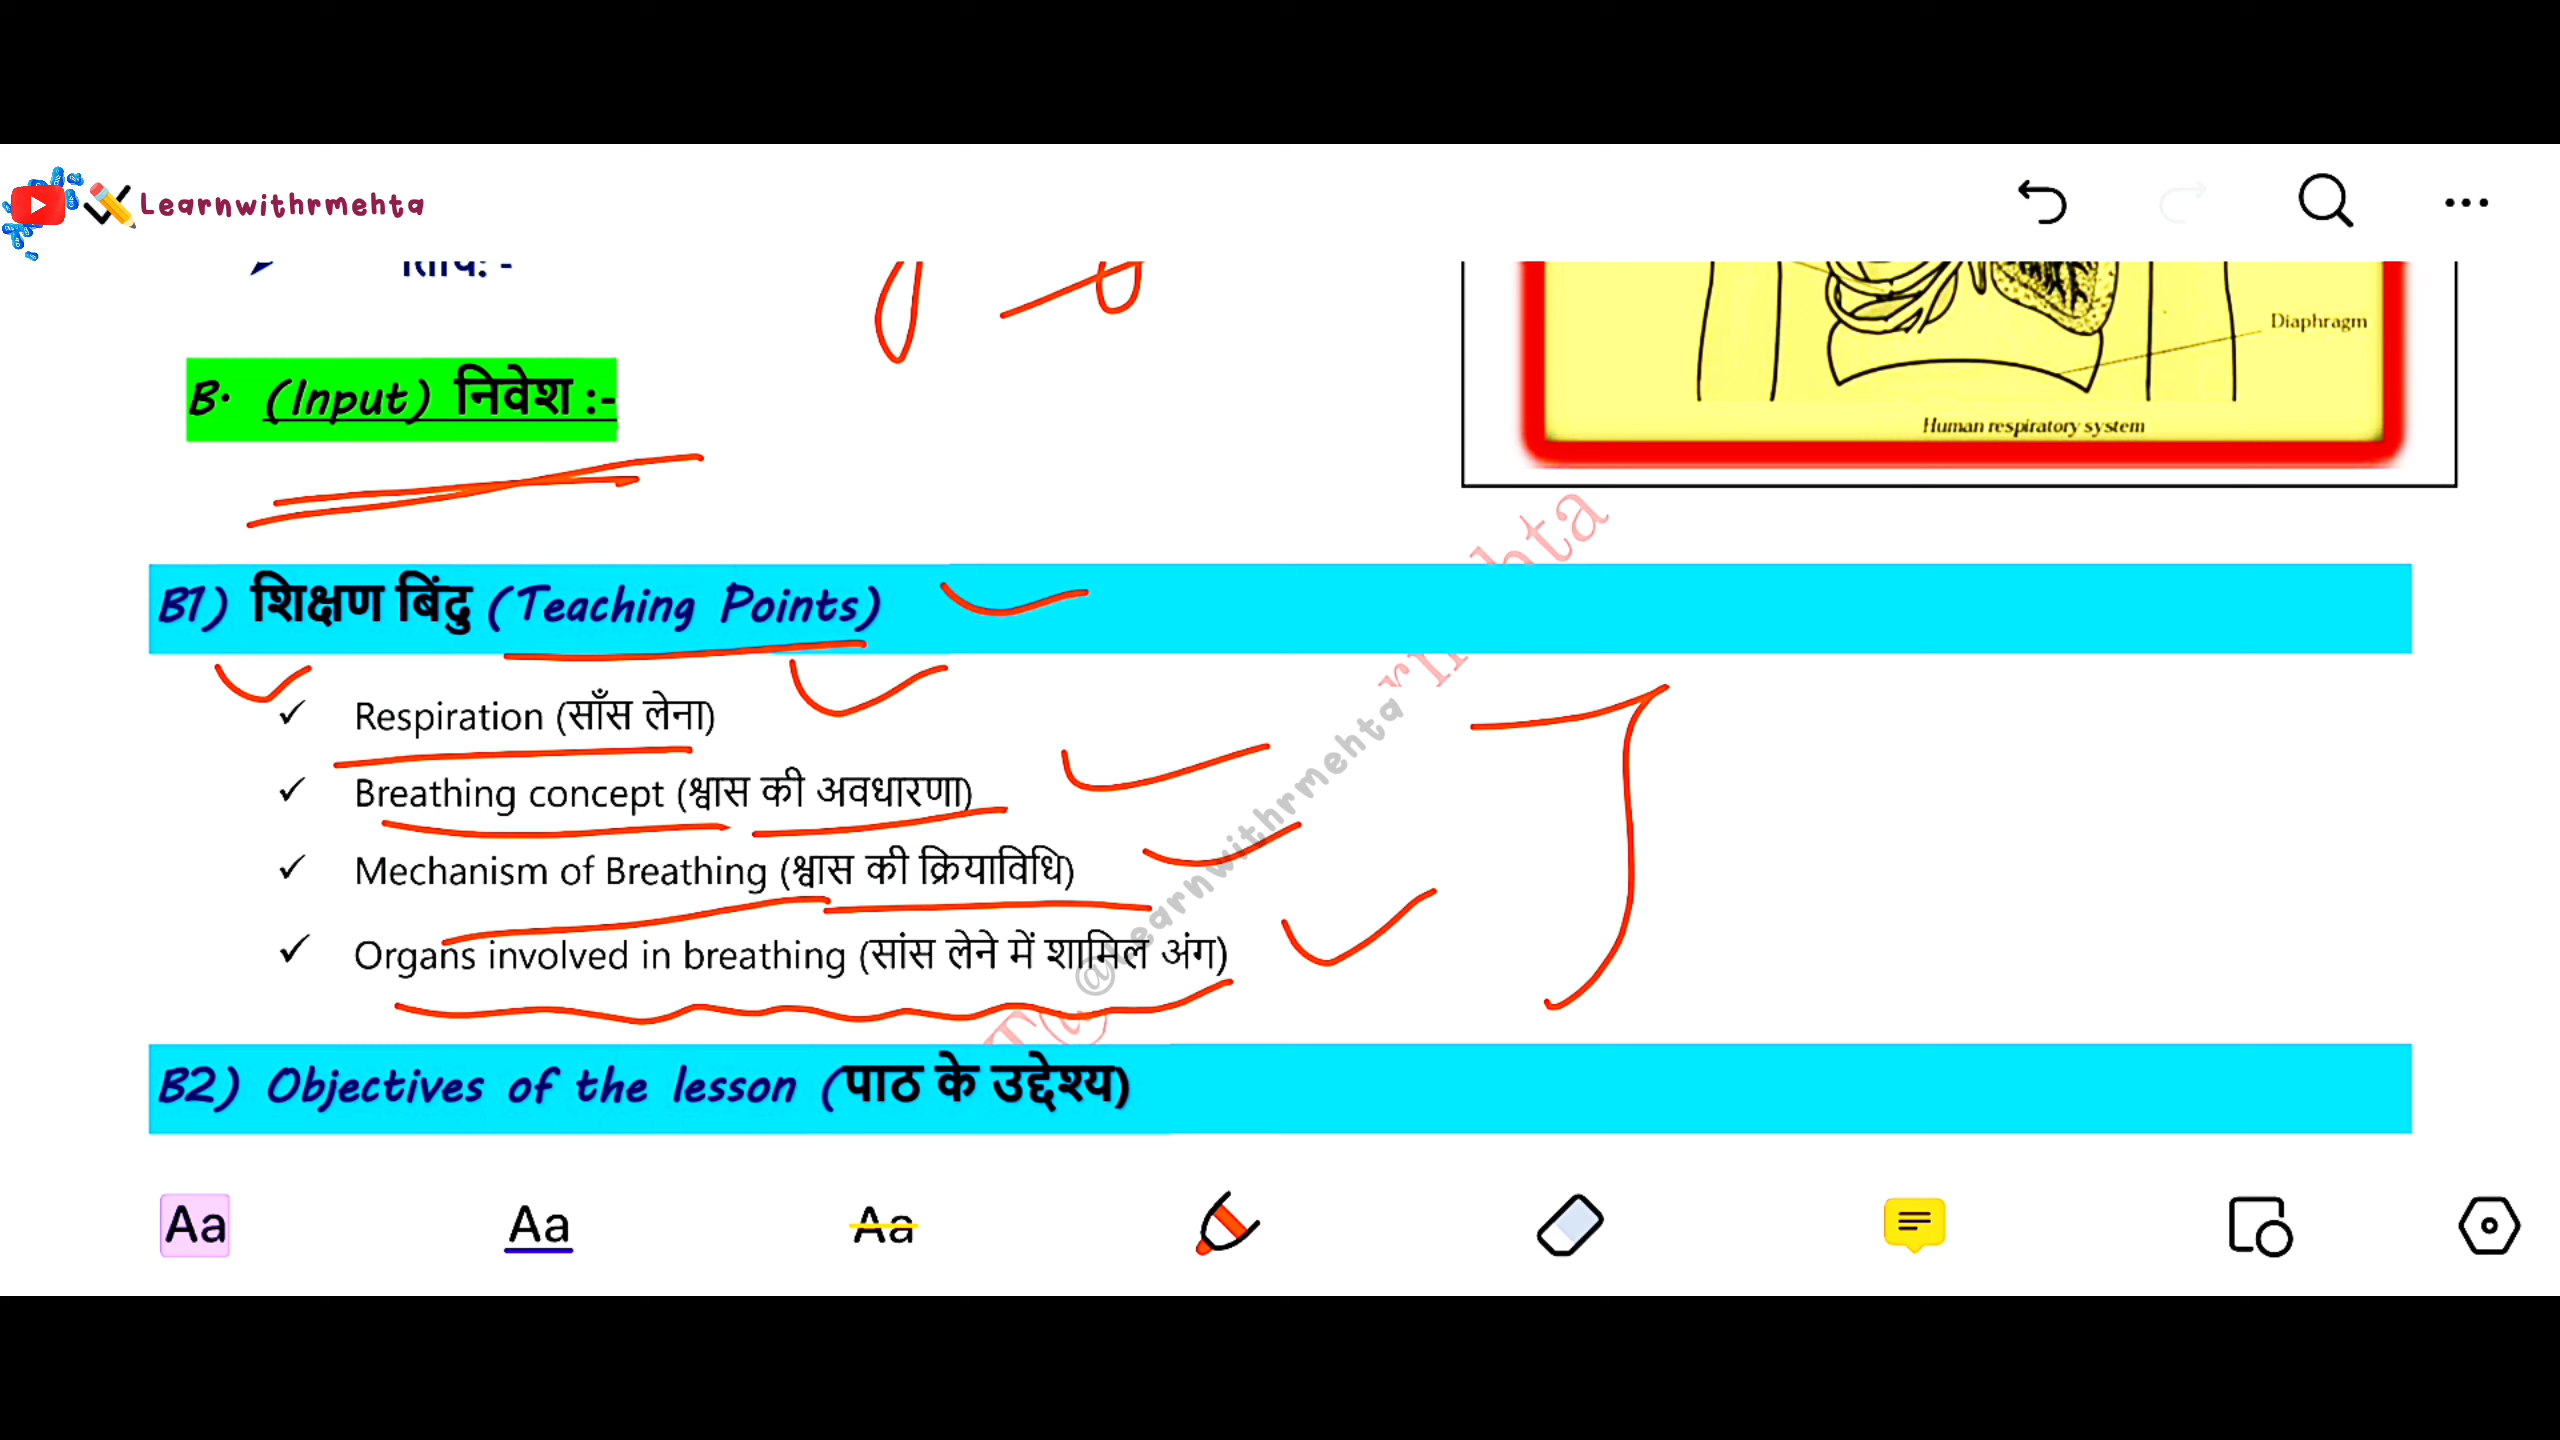 Learnwithrmehta
B. (Input) निवेश :-
Diaphragm
Human respiratory system
B1) शिक्षण बिंदु (Teaching Points)
✓ Respiration (साँस लेना)
✓ Breathing concept (श्वास की अवधारणा)
✓ Mechanism of Breathing (श्वास की क्रियाविधि)
✓ Organs involved in breathing (सांस लेने में शामिल अंग)
@Learnwithrmehta
B2) Objectives of the lesson (पाठ के उद्देश्य)
Aa Aa Aa